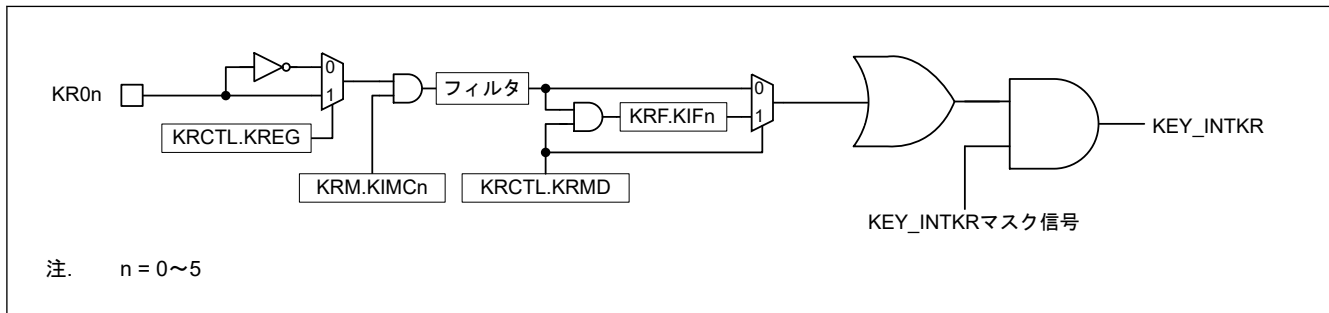 KR0n
0
1
KRCTL.KREG
KRM.KIMCn
フィルタ
KRF.KIFn
KRCTL.KRMD
0
1
KEY_INTKR
KEY_INTKRマスク信号
注. n = 0~5